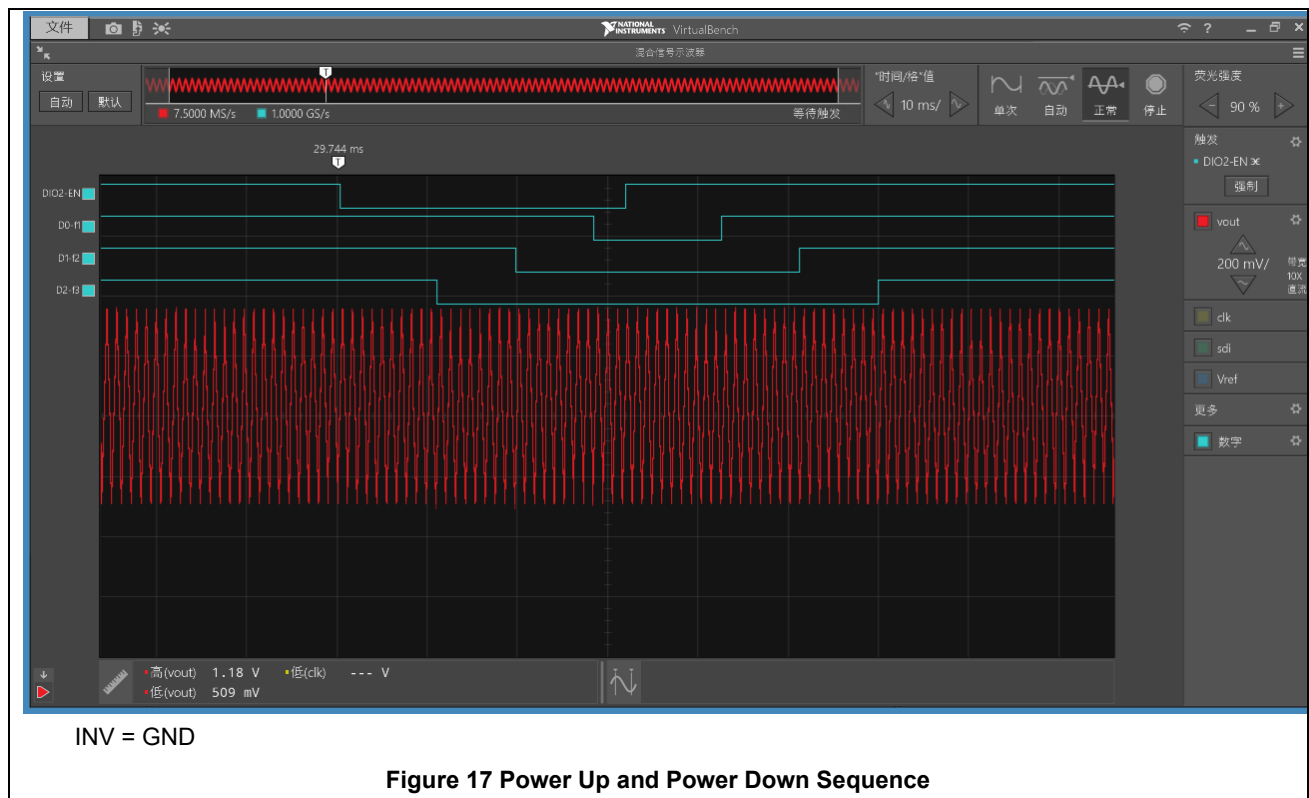 文件
NATIONAL INSTRUMENTS VirtualBench
?
混合信号示波器
设置
自动 默认
T
7.5000 MS/s 1.0000 GS/s 等待触发
"时间/格"值
10 ms/
单次 自动 正常 停止
荧光强度
90 %
29.744 ms
T
触发
DIO2-EN
强制
DIO2-EN
D0-f1
D1-f2
D2-f3
vout
200 mV/
带宽
10X
直流
clk
sdi
Vref
更多
数字
高(vout) 1.18 V 低(clk) --- V
低(vout) 509 mV
INV = GND
Figure 17 Power Up and Power Down Sequence